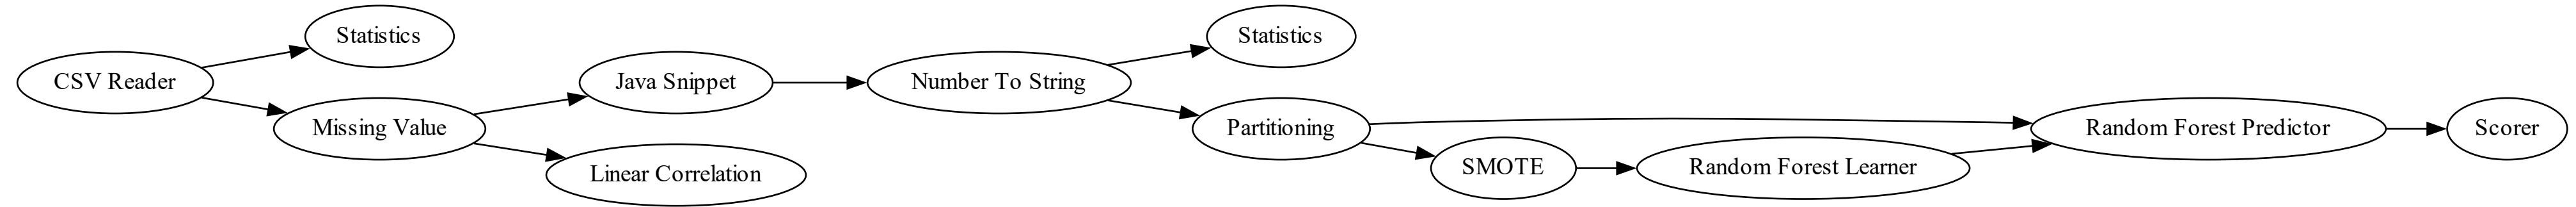 CSV Reader
Statistics
Missing Value
Java Snippet
Linear Correlation
Number To String
Statistics
Partitioning
SMOTE
Random Forest Learner
Random Forest Predictor
Scorer